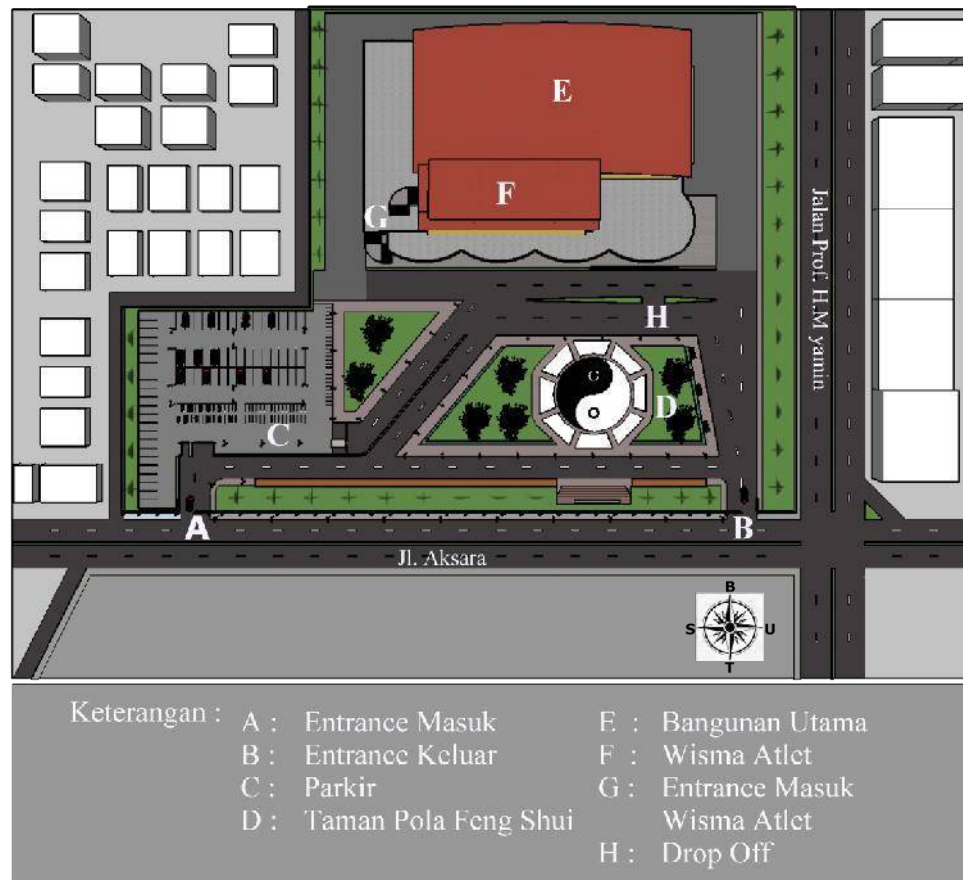 E
F
G
Jalan Prof. H.M yamin
H
D
C
A
B
Jl. Aksara
B
S U
T
Keterangan :
A : Entrance Masuk
B : Entrance Keluar
C : Parkir
D : Taman Pola Feng Shui
E : Bangunan Utama
F : Wisma Atlet
G : Entrance Masuk
Wisma Atlet
H : Drop Off